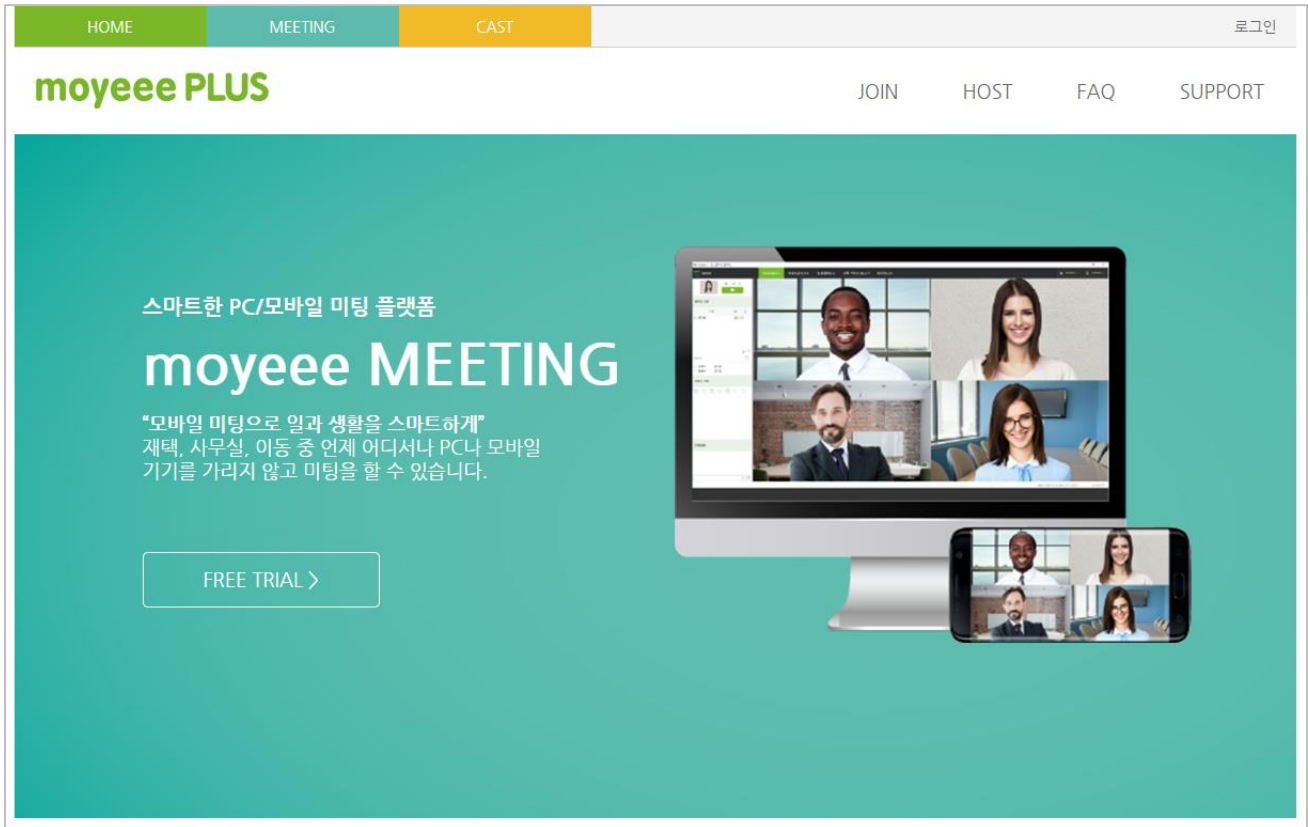 HOME MEETING CAST 로그인
moyeee PLUS
JOIN HOST FAQ SUPPORT
스마트한 PC/모바일 미팅 플랫폼
moyeee MEETING
“모바일 미팅으로 일과 생활을 스마트하게”
재택, 사무실, 이동 중 언제 어디서나 PC나 모바일
기기를 가리지 않고 미팅을 할 수 있습니다.
FREE TRIAL >